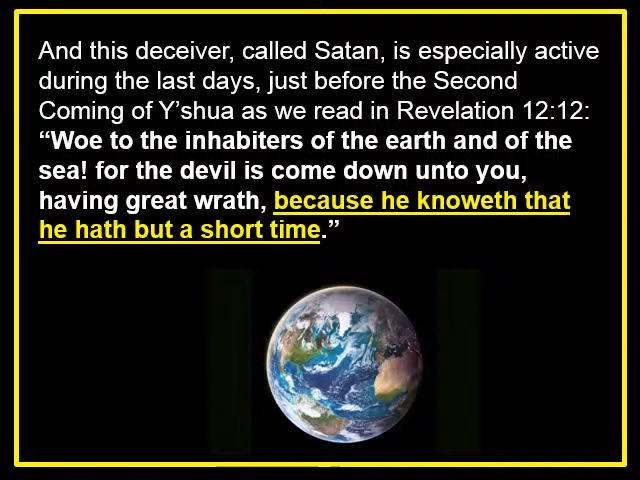 And this deceiver, called Satan, is especially active
during the last days, just before the Second
Coming of Y’shua as we read in Revelation 12:12:
“Woe to the inhabiters of the earth and of the
sea! for the devil is come down unto you,
having great wrath, because he knoweth that
he hath but a short time.”